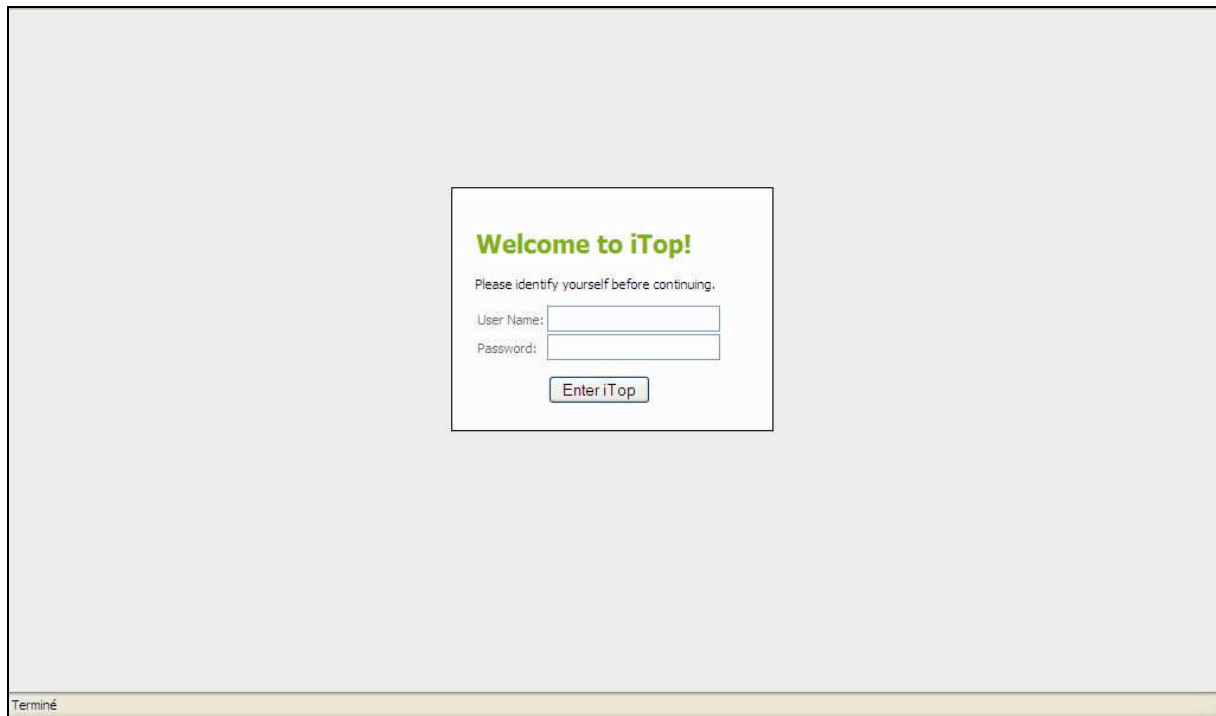 Welcome to iTop!
Please identify yourself before continuing.
User Name:
Password:
Enter iTop
Terminé